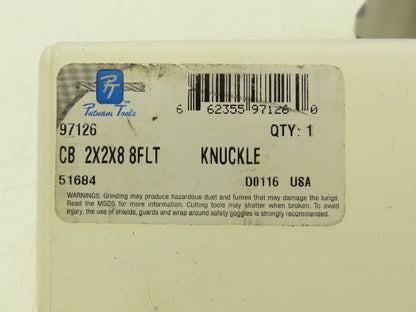 PT
Putnam Tools™
6 62355 97126 0
97126 QTY: 1
CB 2X2X8 8FLT KNUCKLE
51684 D0116 USA
WARNINGS: Grinding may produce hazardous dust and fumes that may damage the lungs.
Read the MSDS for more information. Cutting tools may shatter when broken. To avoid
injury, the use of shields, guards and wrap around safety goggles is strongly recommended.